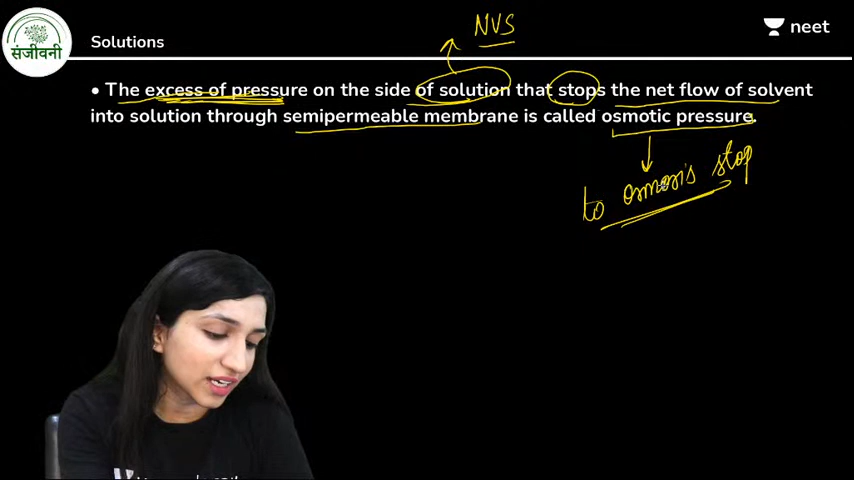 संजीवनी
Solutions
neet
NVS
• The excess of pressure on the side of solution that stops the net flow of solvent
into solution through semipermeable membrane is called osmotic pressure.
to osmosis stop